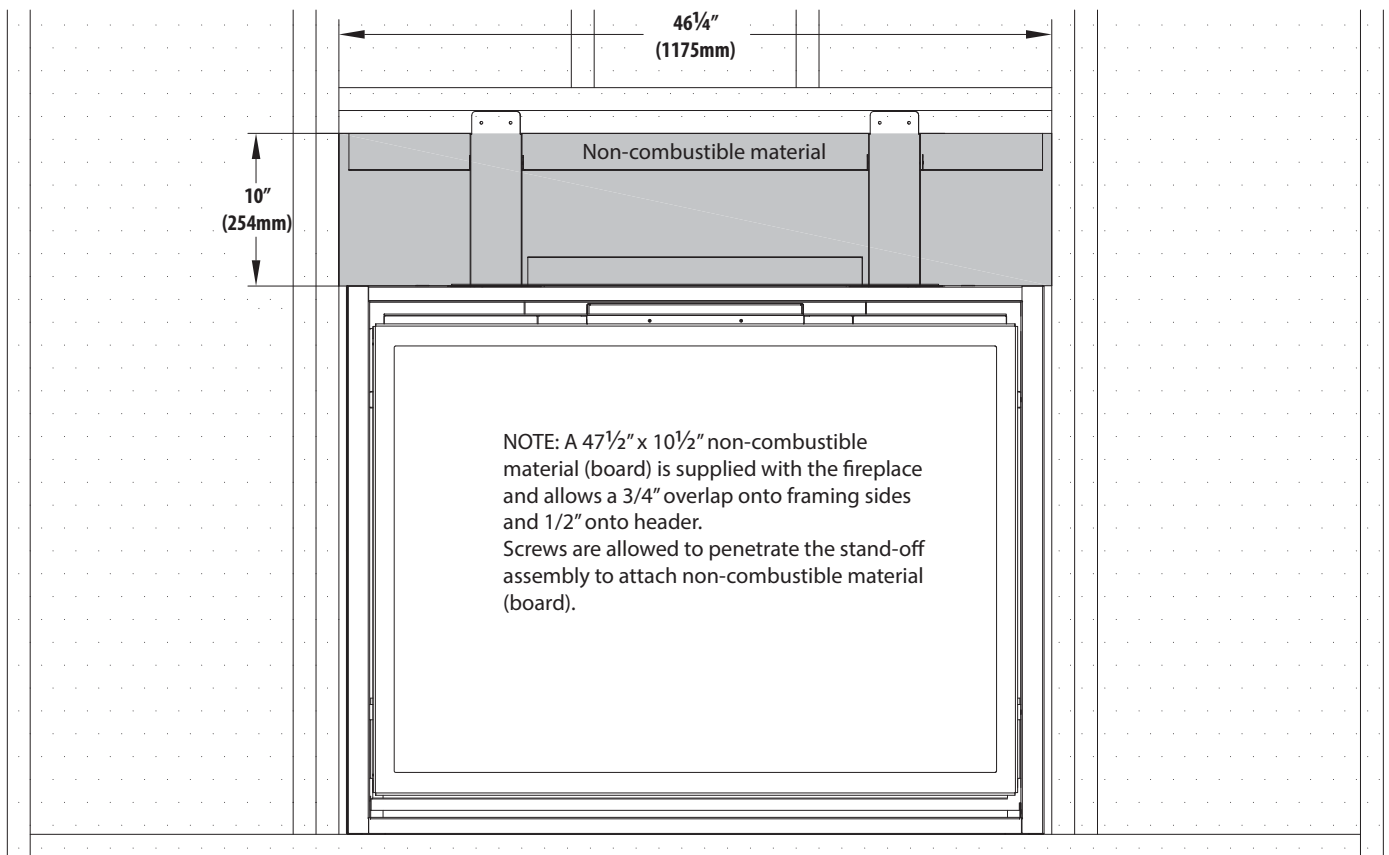 46¼"
(1175mm)
Non-combustible material
10"
(254mm)
NOTE: A 47½" x 10½" non-combustible
material (board) is supplied with the fireplace
and allows a 3/4" overlap onto framing sides
and 1/2" onto header.
Screws are allowed to penetrate the stand-off
assembly to attach non-combustible material
(board).